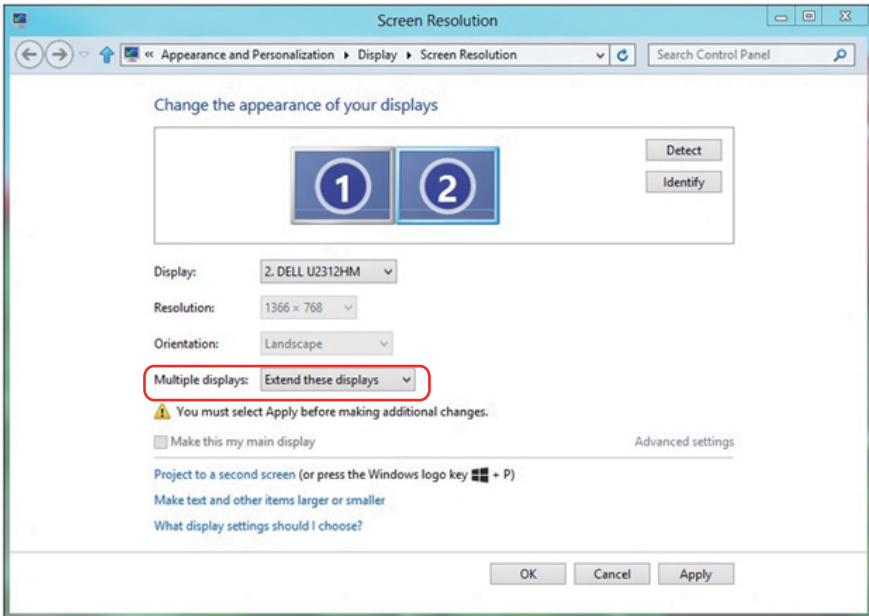 Screen Resolution
« Appearance and Personalization Display Screen Resolution Search Control Panel
Change the appearance of your displays
1 2
Detect
Identify
Display: 2. DELL U2312HM
Resolution: 1366 × 768
Orientation: Landscape
Multiple displays: Extend these displays
You must select Apply before making additional changes.
Make this my main display Advanced settings
Project to a second screen (or press the Windows logo key + P)
Make text and other items larger or smaller
What display settings should I choose?
OK Cancel Apply